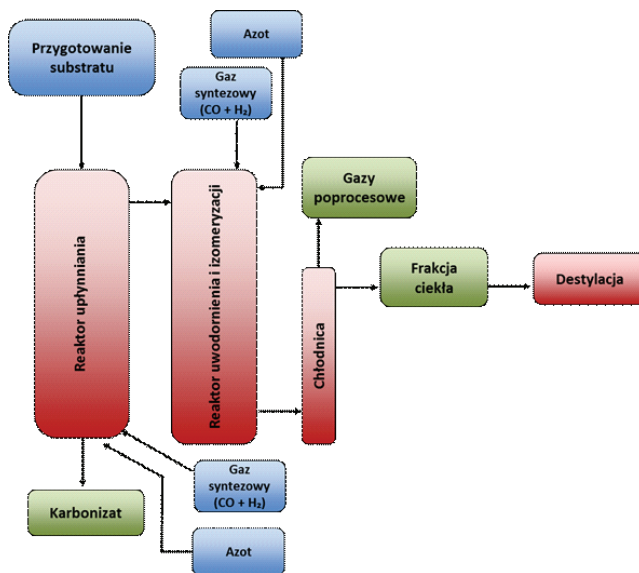 Przygotowanie
substratu
Azot
Gaz
syntezowy
(CO + H₂)
Reaktor upłynniania
Reaktor uwodornienia i izomeryzacji
Gazy
poprocesowe
Chłodnica
Frakcja
ciekła
Destylacja
Karbonizat
Gaz
syntezowy
(CO + H₂)
Azot